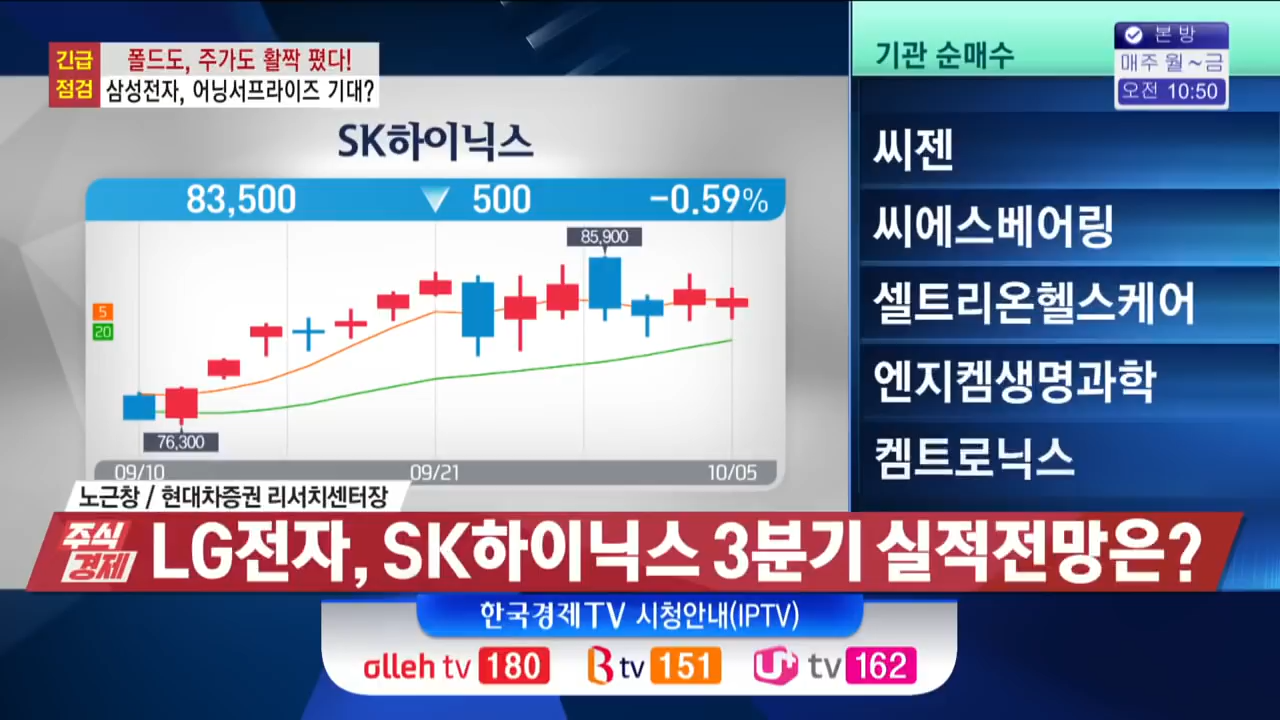 긴급
점검
폴드도, 주가도 활짝 폈다!
삼성전자, 어닝서프라이즈 기대?
SK하이닉스
83,500 ▼ 500 -0.59%
85,900
5
20
76,300
09/10 09/21 10/05
기관 순매수
본 방
매주 월~금
오전 10:50
씨젠
씨에스베어링
셀트리온헬스케어
엔지켐생명과학
켐트로닉스
노근창 / 현대차증권 리서치센터장
주식
경제
LG전자, SK하이닉스 3분기 실적전망은?
한국경제TV 시청안내(IPTV)
alleh tv 180 B tv 151 U+ tv 162